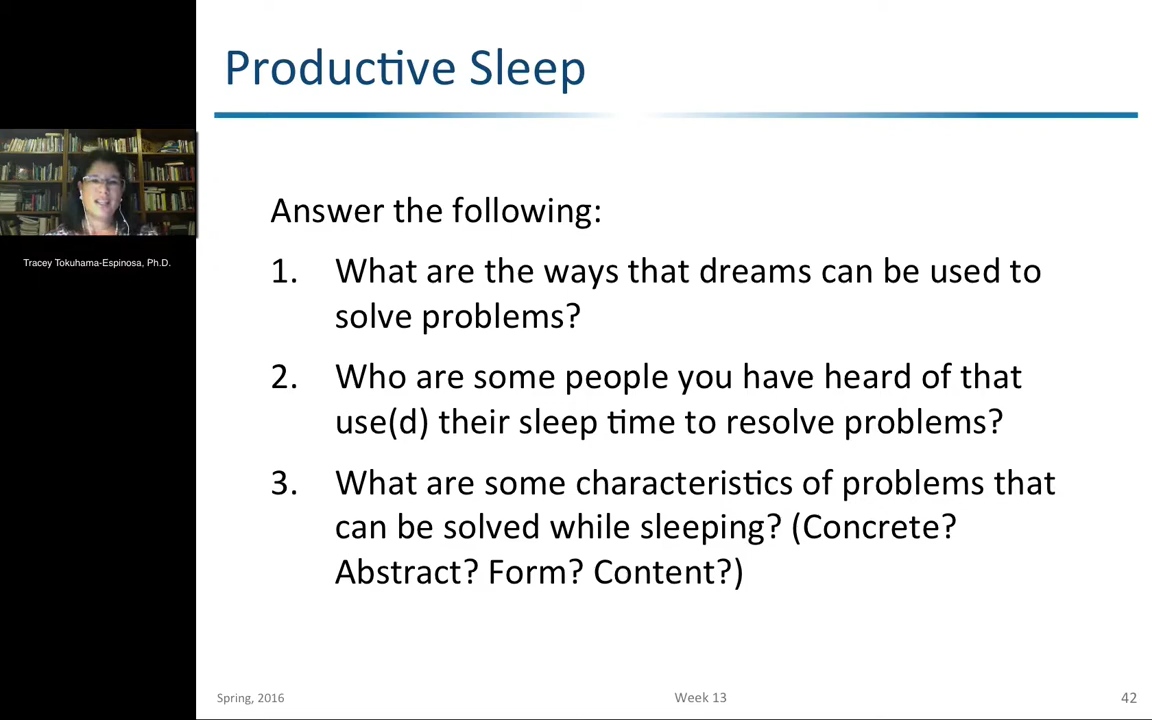 Productive Sleep
Tracey Tokuhama-Espinosa, Ph.D.
Answer the following:
1. What are the ways that dreams can be used to
solve problems?
2. Who are some people you have heard of that
use(d) their sleep time to resolve problems?
3. What are some characteristics of problems that
can be solved while sleeping? (Concrete?
Abstract? Form? Content?)
Spring, 2016
Week 13
42